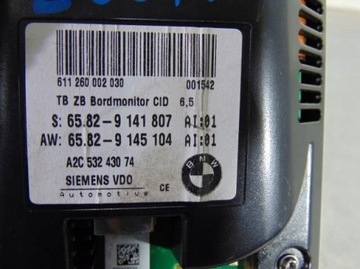 611 260 002 030 001542
TB ZB Bordmonitor CID 6,5
S: 65.82-9 141 807 AI:01
AW: 65.82-9 145 104 AI:01
A2C 532 430 74
SIEMENS VDO
Automotive CE
BMW